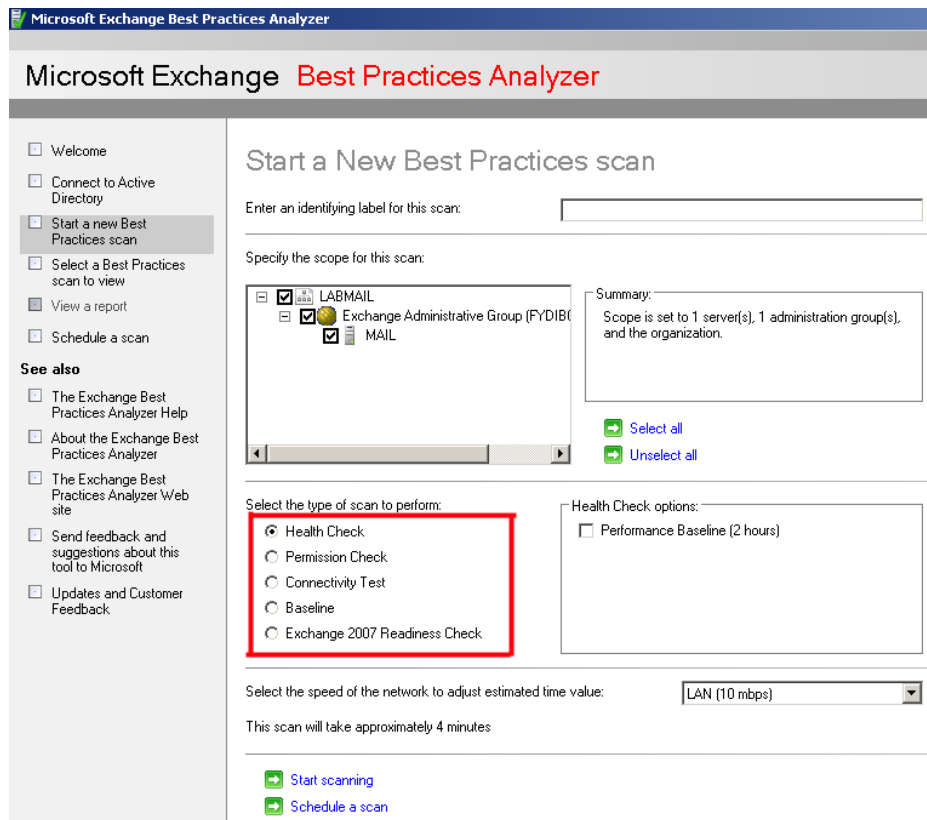 Microsoft Exchange Best Practices Analyzer
Microsoft Exchange Best Practices Analyzer
Welcome
Connect to Active
Directory
Start a new Best
Practices scan
Select a Best Practices
scan to view
View a report
Schedule a scan
See also
The Exchange Best
Practices Analyzer Help
About the Exchange Best
Practices Analyzer
The Exchange Best
Practices Analyzer Web
site
Send feedback and
suggestions about this
tool to Microsoft
Updates and Customer
Feedback
Start a New Best Practices scan
Enter an identifying label for this scan:
Specify the scope for this scan:
LABMAIL
Exchange Administrative Group (FYDIB
MAIL
Summary:
Scope is set to 1 server(s), 1 administration group(s),
and the organization.
Select all
Unselect all
Select the type of scan to perform:
Health Check
Permission Check
Connectivity Test
Baseline
Exchange 2007 Readiness Check
Health Check options:
Performance Baseline (2 hours)
Select the speed of the network to adjust estimated time value:
LAN (10 mbps)
This scan will take approximately 4 minutes
Start scanning
Schedule a scan